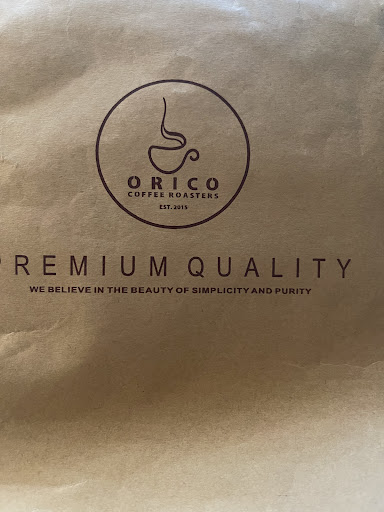 ORICO
COFFEE ROASTERS
EST. 2015
PREMIUM QUALITY
WE BELIEVE IN THE BEAUTY OF SIMPLICITY AND PURITY